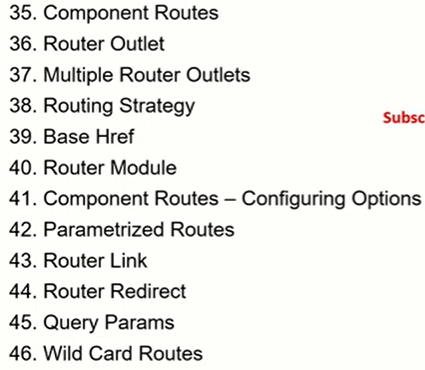 35. Component Routes
36. Router Outlet
37. Multiple Router Outlets
38. Routing Strategy
Subsc
39. Base Href
40. Router Module
41. Component Routes – Configuring Options
42. Parametrized Routes
43. Router Link
44. Router Redirect
45. Query Params
46. Wild Card Routes